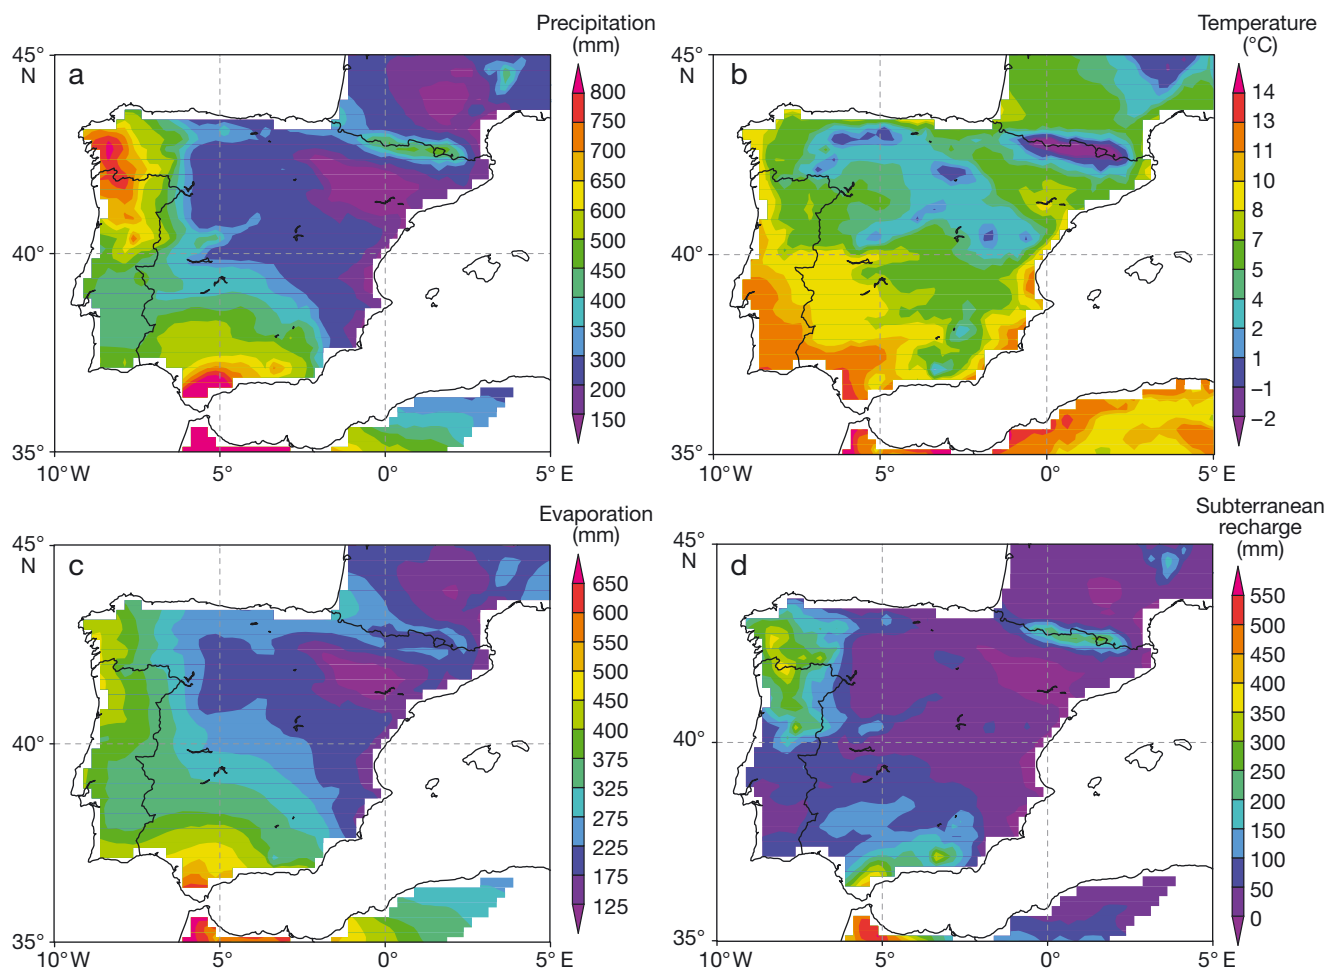 Precipitation
(mm)
45°
N
a
800
750
700
650
600
500
450
400
350
300
200
150
40°
35°
10°W
5°
0°
5° E
Temperature
(°C)
45°
N
b
14
13
11
10
8
7
5
4
2
1
−1
−2
40°
35°
10°W
5°
0°
5° E
Evaporation
(mm)
45°
N
c
650
600
550
500
450
400
375
325
275
225
175
125
40°
35°
10°W
5°
0°
5° E
Subterranean
recharge
(mm)
45°
N
d
550
500
450
400
350
300
250
200
150
100
50
0
40°
35°
10°W
5°
0°
5° E